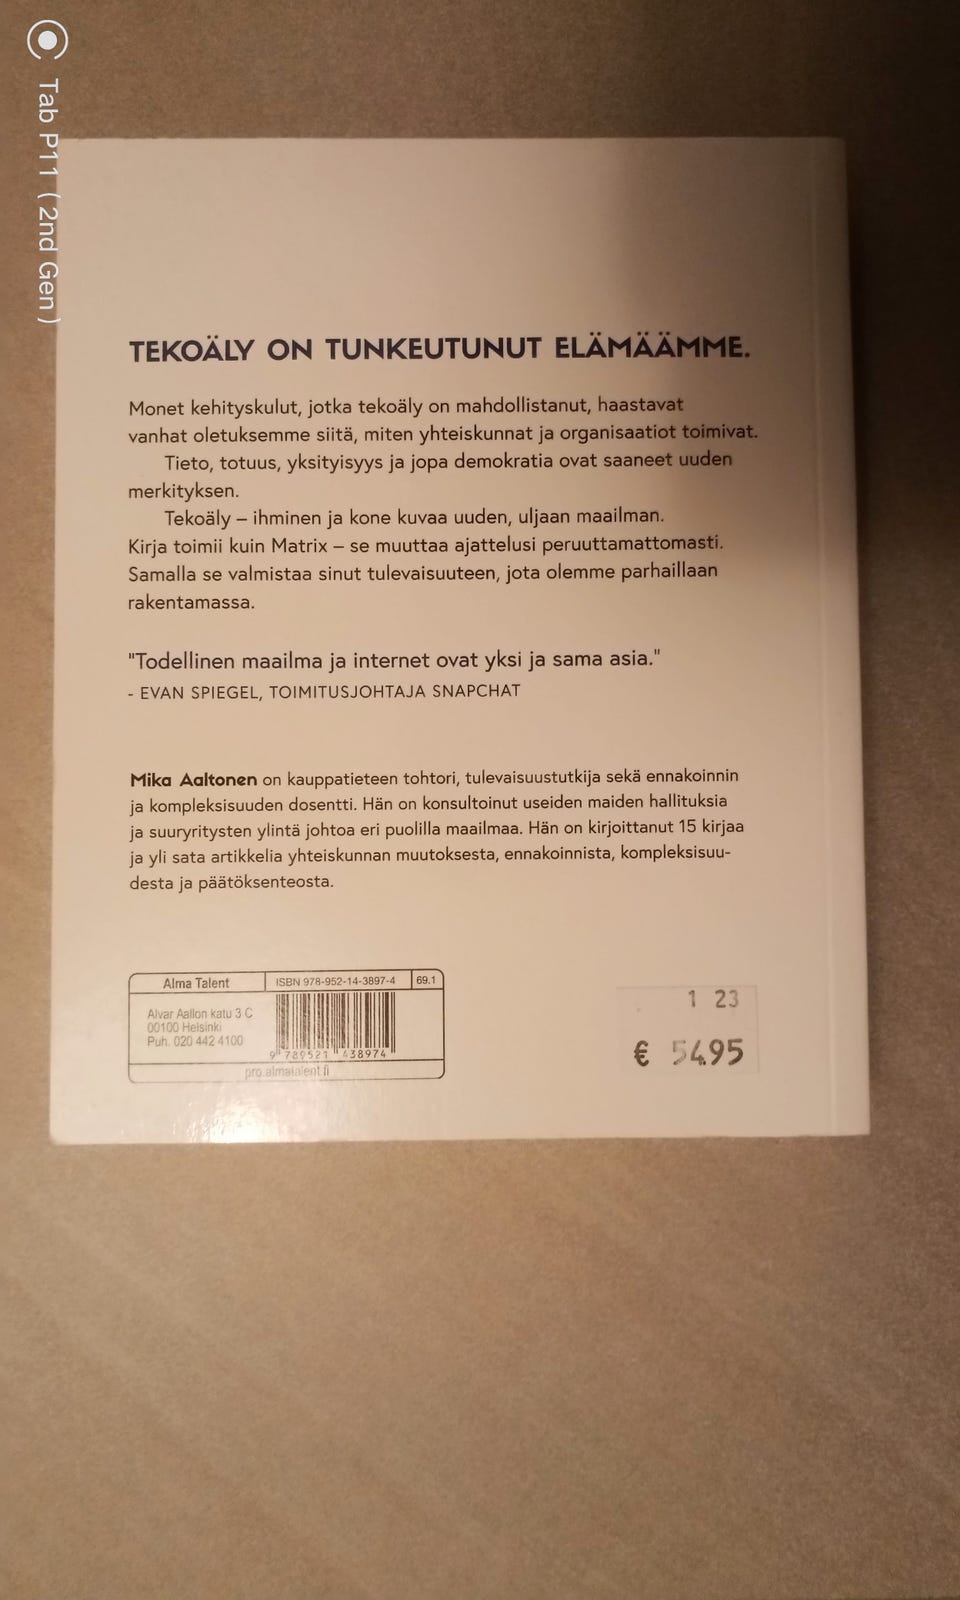 Tab P11 ( 2nd Gen )
TEKOÄLY ON TUNKEUTUNUT ELÄMÄÄMME.
Monet kehityskulut, jotka tekoäly on mahdollistanut, haastavat
vanhat oletuksemme siitä, miten yhteiskunnat ja organisaatiot toimivat.
Tieto, totuus, yksityisyys ja jopa demokratia ovat saaneet uuden
merkityksen.
Tekoäly – ihminen ja kone kuvaa uuden, uljaan maailman.
Kirja toimii kuin Matrix – se muuttaa ajattelusi peruuttamattomasti.
Samalla se valmistaa sinut tulevaisuuteen, jota olemme parhaillaan
rakentamassa.
"Todellinen maailma ja internet ovat yksi ja sama asia."
- EVAN SPIEGEL, TOIMITUSJOHTAJA SNAPCHAT
Mika Aaltonen on kauppatieteen tohtori, tulevaisuustutkija sekä ennakoinnin
ja kompleksisuuden dosentti. Hän on konsultoinut useiden maiden hallituksia
ja suuryritysten ylintä johtoa eri puolilla maailmaa. Hän on kirjoittanut 15 kirjaa
ja yli sata artikkelia yhteiskunnan muutoksesta, ennakoinnista, kompleksisuu-
desta ja päätöksenteosta.
Alma Talent ISBN 978-952-14-3897-4 69.1
Alvar Aallon katu 3 C
00100 Helsinki
Puh. 020 442 4100
9 789521 438974
pro.almatalent.fi
1 23
€ 54.95